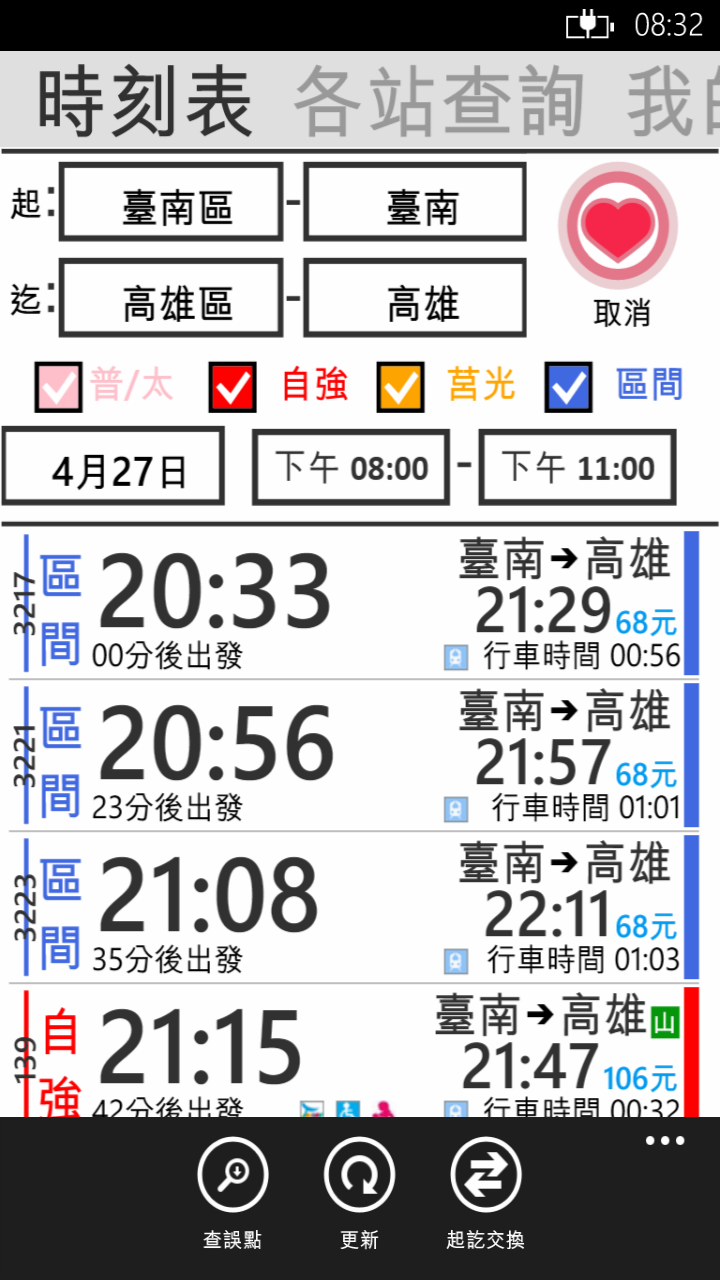 08:32
時刻表 各站查詢 我的
起: 臺南區 - 臺南
迄: 高雄區 - 高雄
取消
普/太 自強 莒光 區間
4月27日 下午 08:00 - 下午 11:00
3217 區間 20:33 臺南→高雄
21:29 68元
00分後出發 行車時間 00:56
3221 區間 20:56 臺南→高雄
21:57 68元
23分後出發 行車時間 01:01
3223 區間 21:08 臺南→高雄
22:11 68元
35分後出發 行車時間 01:03
139 自強 21:15 臺南→高雄 山
21:47 106元
42分後出發 行車時間 00:32
查誤點 更新 起訖交換